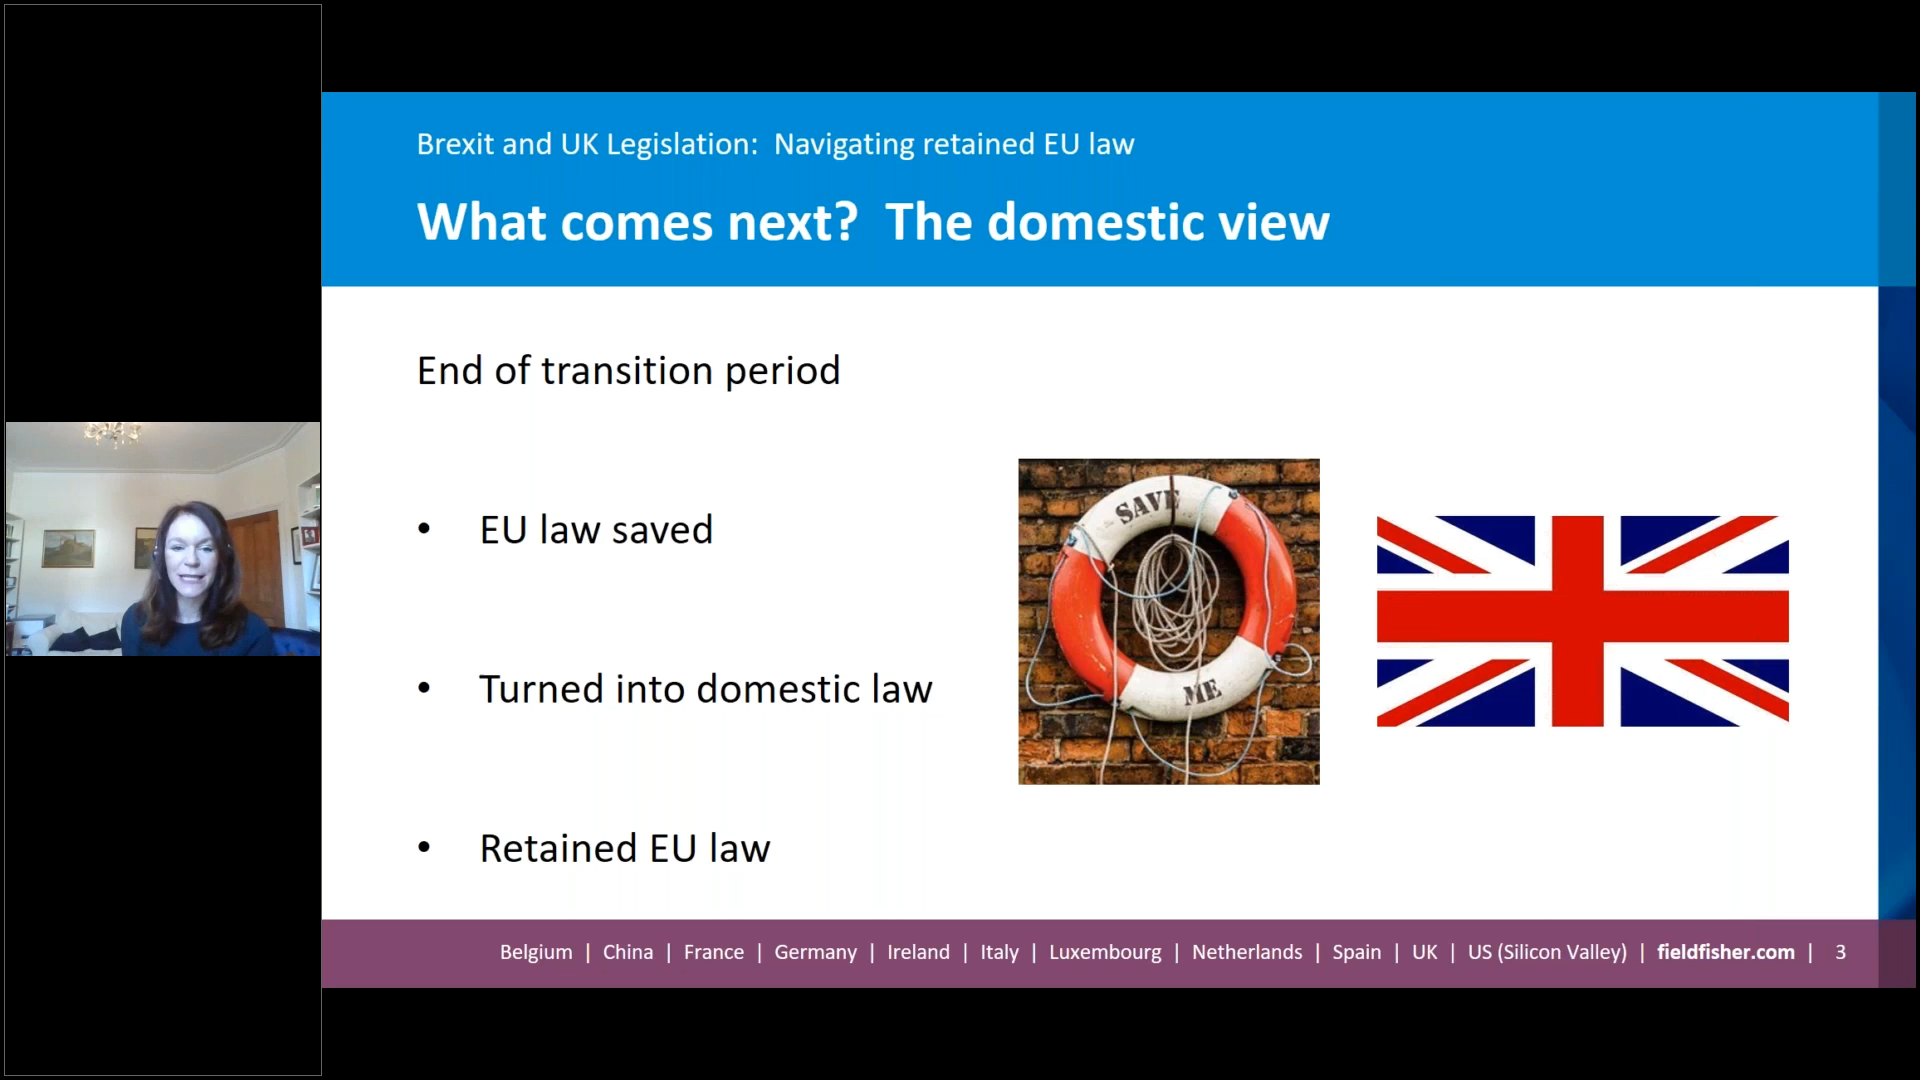 Brexit and UK Legislation:  Navigating retained EU law
What comes next?  The domestic view
End of transition period
• EU law saved
• Turned into domestic law
• Retained EU law
SAVE
ME
Belgium | China | France | Germany | Ireland | Italy | Luxembourg | Netherlands | Spain | UK | US (Silicon Valley) | fieldfisher.com | 3